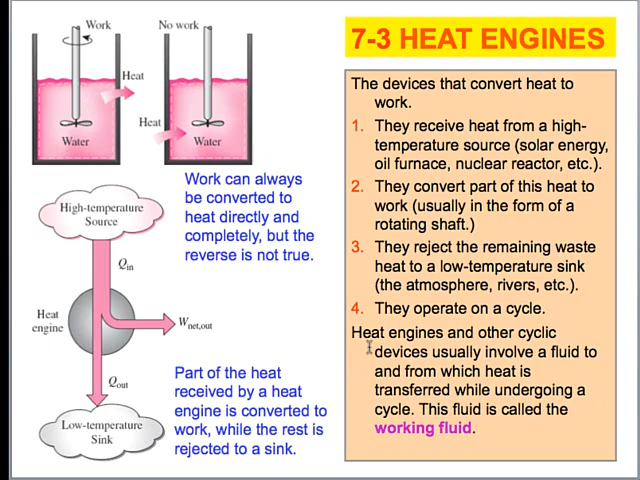 Work
No work
Heat
Heat
Water
Water
7-3 HEAT ENGINES
Work can always
be converted to
heat directly and
completely, but the
reverse is not true.
High-temperature
Source
Qin
Heat
engine
Wnet,out
Qout
Low-temperature
Sink
Part of the heat
received by a heat
engine is converted to
work, while the rest is
rejected to a sink.
The devices that convert heat to
work.
1. They receive heat from a high-
temperature source (solar energy,
oil furnace, nuclear reactor, etc.).
2. They convert part of this heat to
work (usually in the form of a
rotating shaft.)
3. They reject the remaining waste
heat to a low-temperature sink
(the atmosphere, rivers, etc.).
4. They operate on a cycle.
Heat engines and other cyclic
devices usually involve a fluid to
and from which heat is
transferred while undergoing a
cycle. This fluid is called the
working fluid.